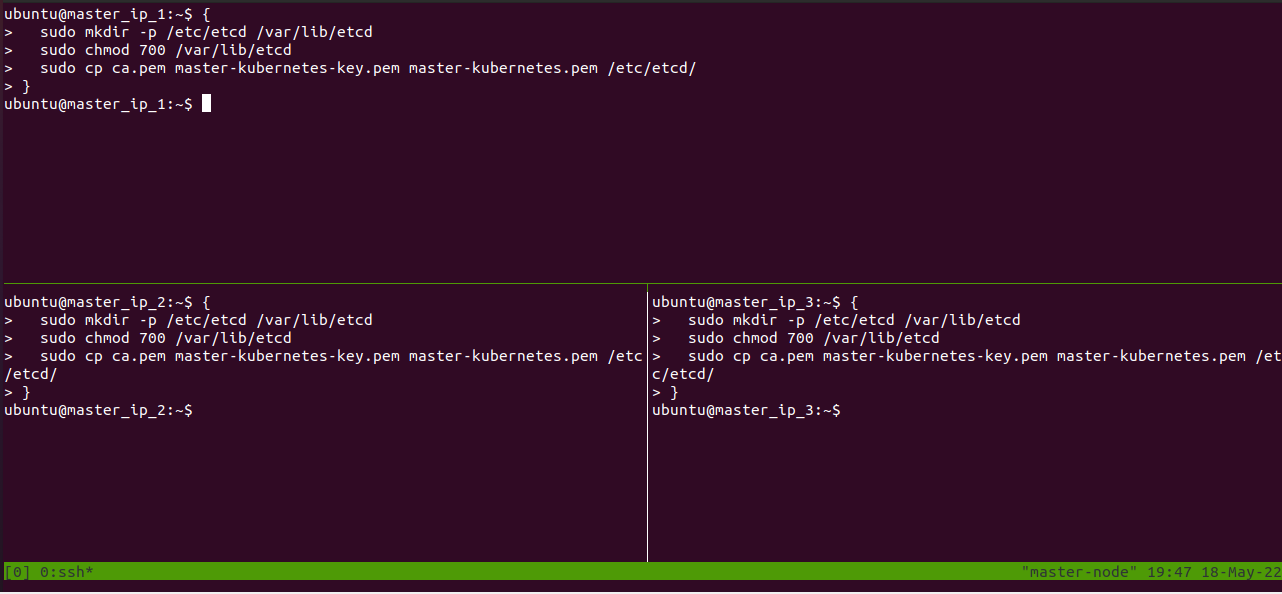 ubuntu@master_ip_1:~$ {
>   sudo mkdir -p /etc/etcd /var/lib/etcd
>   sudo chmod 700 /var/lib/etcd
>   sudo cp ca.pem master-kubernetes-key.pem master-kubernetes.pem /etc/etcd/
> }
ubuntu@master_ip_1:~$
ubuntu@master_ip_2:~$ {
>   sudo mkdir -p /etc/etcd /var/lib/etcd
>   sudo chmod 700 /var/lib/etcd
>   sudo cp ca.pem master-kubernetes-key.pem master-kubernetes.pem /etc
/etcd/
> }
ubuntu@master_ip_2:~$
ubuntu@master_ip_3:~$ {
>   sudo mkdir -p /etc/etcd /var/lib/etcd
>   sudo chmod 700 /var/lib/etcd
>   sudo cp ca.pem master-kubernetes-key.pem master-kubernetes.pem /et
c/etcd/
> }
ubuntu@master_ip_3:~$
[0] 0:ssh* "master-node" 19:47 18-May-22